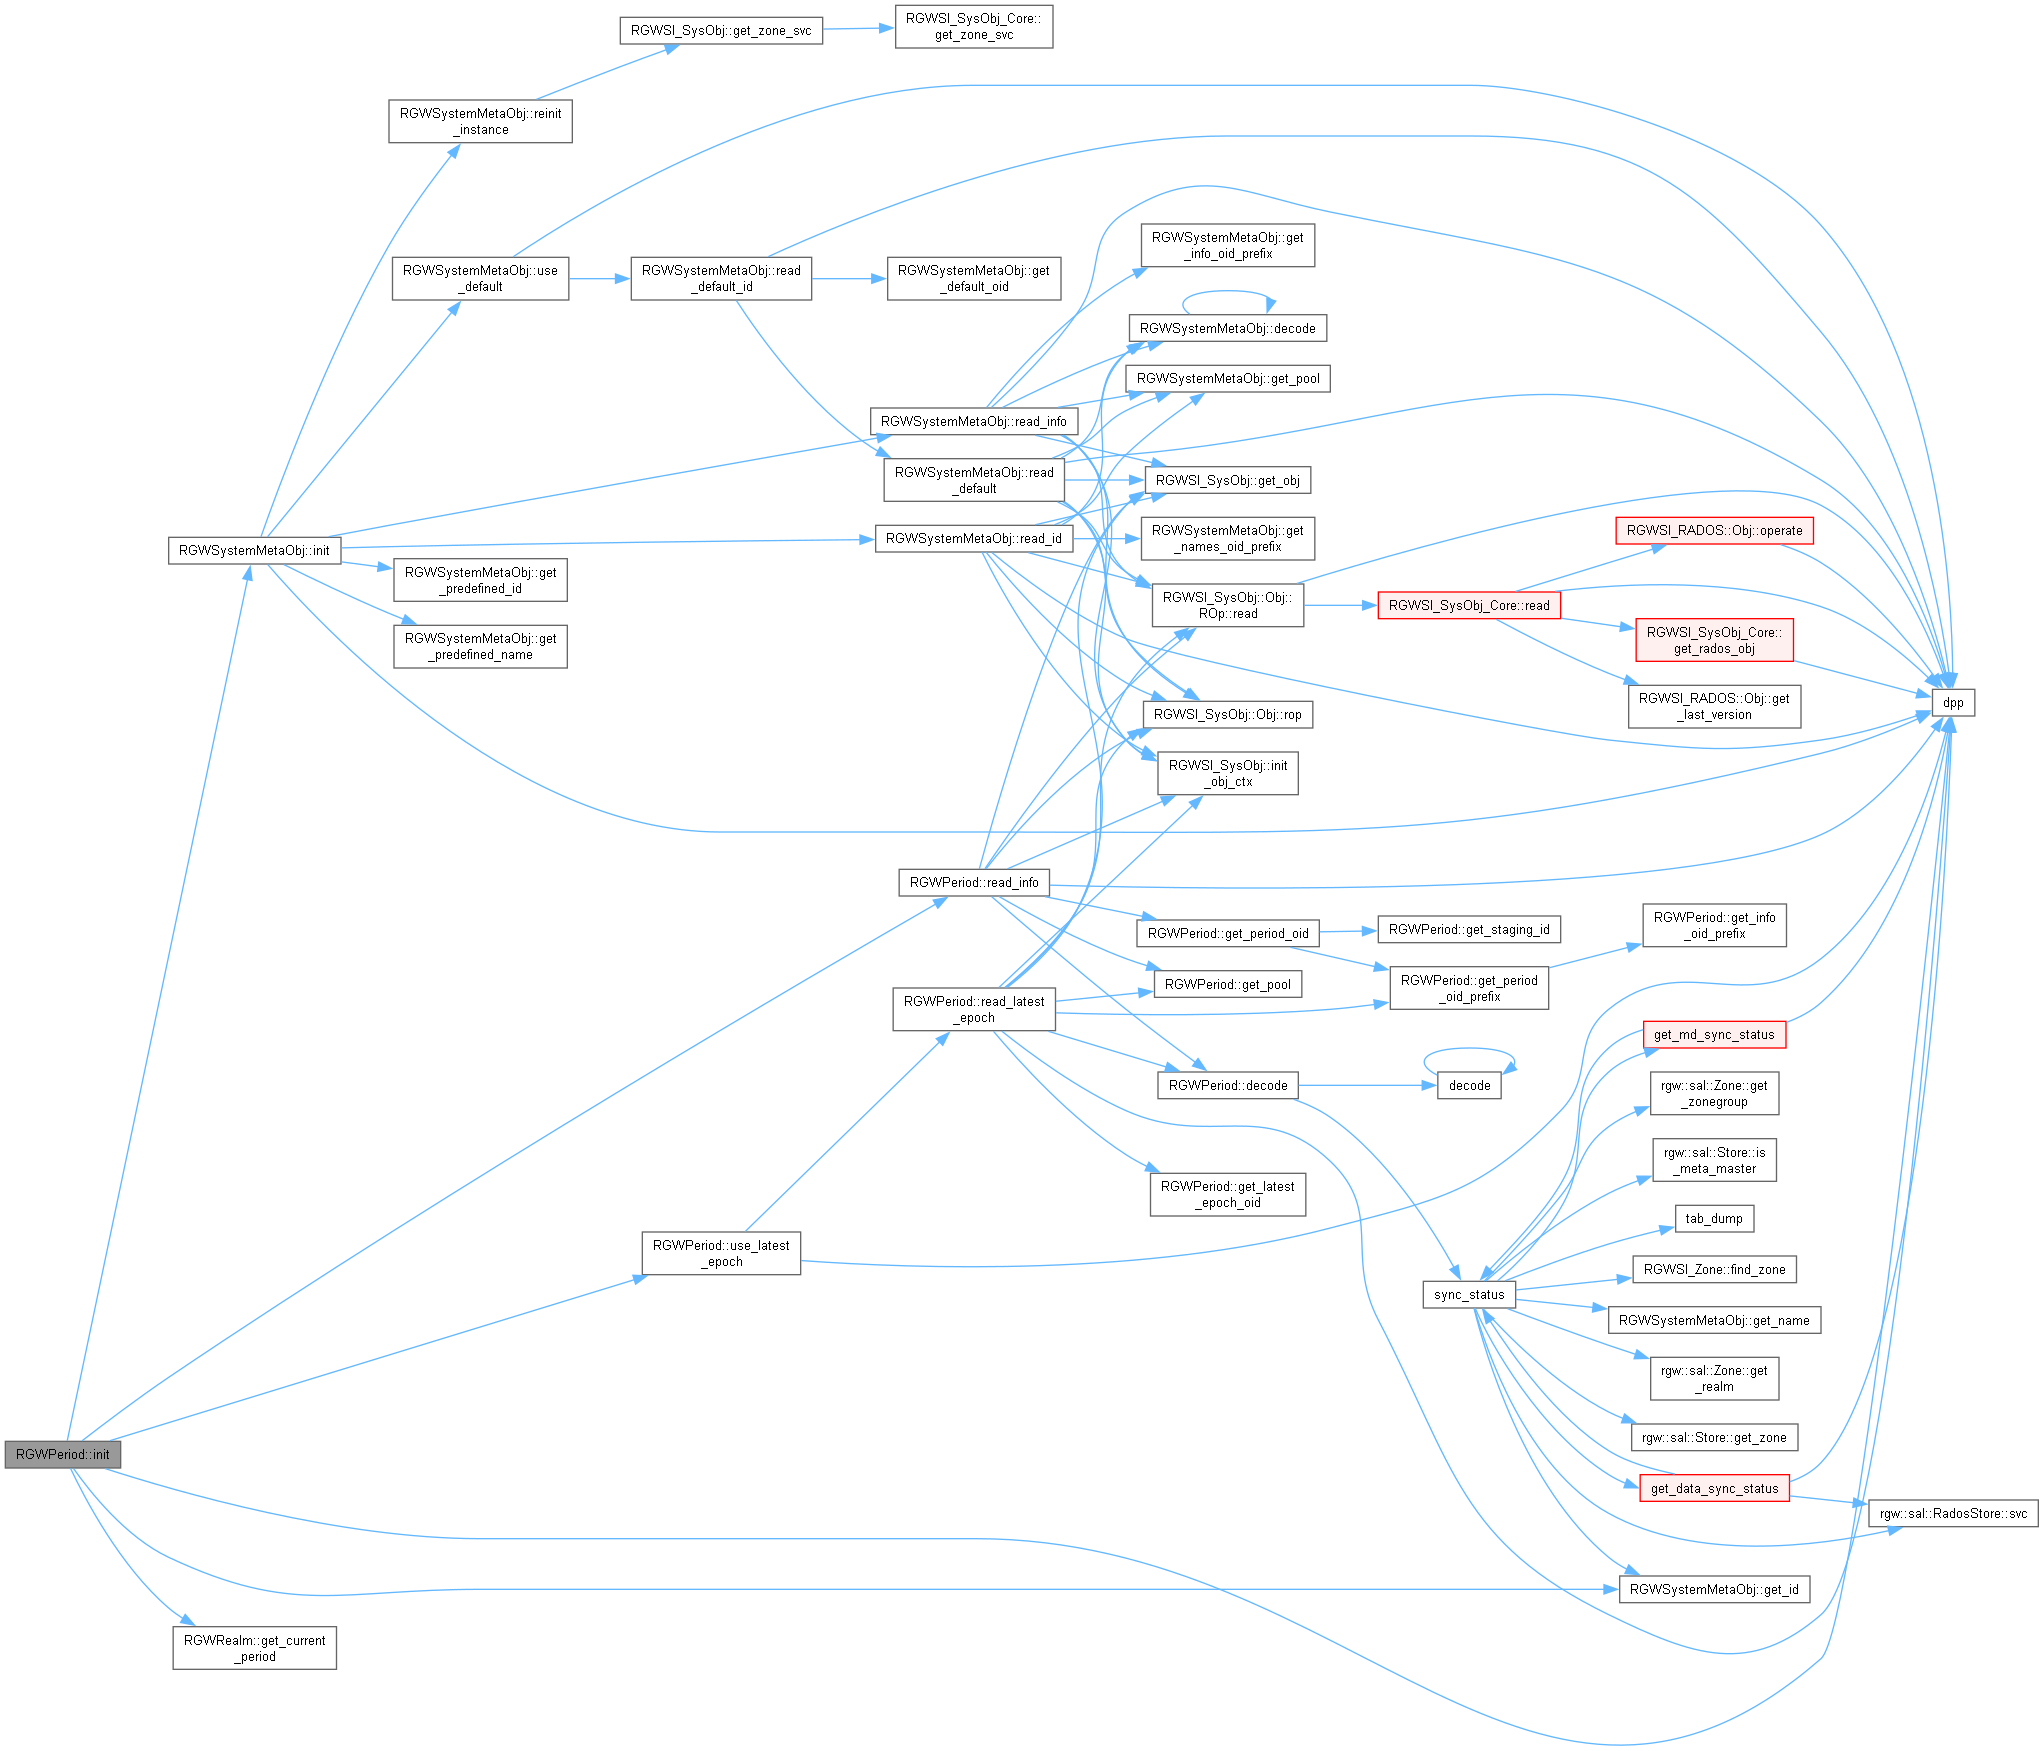 RGWSI_SysObj::get_zone_svc
RGWSI_SysObj_Core::
get_zone_svc
RGWSystemMetaObj::reinit
_instance
RGWSystemMetaObj::use
_default
RGWSystemMetaObj::read
_default_id
RGWSystemMetaObj::get
_default_oid
RGWSystemMetaObj::get
_info_oid_prefix
RGWSystemMetaObj::decode
RGWSystemMetaObj::get_pool
RGWSystemMetaObj::read_info
RGWSystemMetaObj::read
_default
RGWSI_SysObj::get_obj
RGWSystemMetaObj::init
RGWSystemMetaObj::read_id
RGWSystemMetaObj::get
_names_oid_prefix
RGWSI_RADOS::Obj::operate
RGWSystemMetaObj::get
_predefined_id
RGWSI_SysObj::Obj::
ROp::read
RGWSI_SysObj_Core::read
RGWSystemMetaObj::get
_predefined_name
RGWSI_SysObj_Core::
get_rados_obj
RGWSI_RADOS::Obj::get
_last_version
dpp
RGWSI_SysObj::Obj::rop
RGWSI_SysObj::init
_obj_ctx
RGWPeriod::read_info
RGWPeriod::get_period_oid
RGWPeriod::get_staging_id
RGWPeriod::get_info
_oid_prefix
RGWPeriod::get_pool
RGWPeriod::get_period
_oid_prefix
RGWPeriod::read_latest
_epoch
get_md_sync_status
RGWPeriod::decode
decode
rgw::sal::Zone::get
_zonegroup
rgw::sal::Store::is
_meta_master
RGWPeriod::get_latest
_epoch_oid
tab_dump
RGWPeriod::use_latest
_epoch
RGWSI_Zone::find_zone
sync_status
RGWSystemMetaObj::get_name
rgw::sal::Zone::get
_realm
rgw::sal::Store::get_zone
RGWPeriod::init
get_data_sync_status
rgw::sal::RadosStore::svc
RGWSystemMetaObj::get_id
RGWRealm::get_current
_period